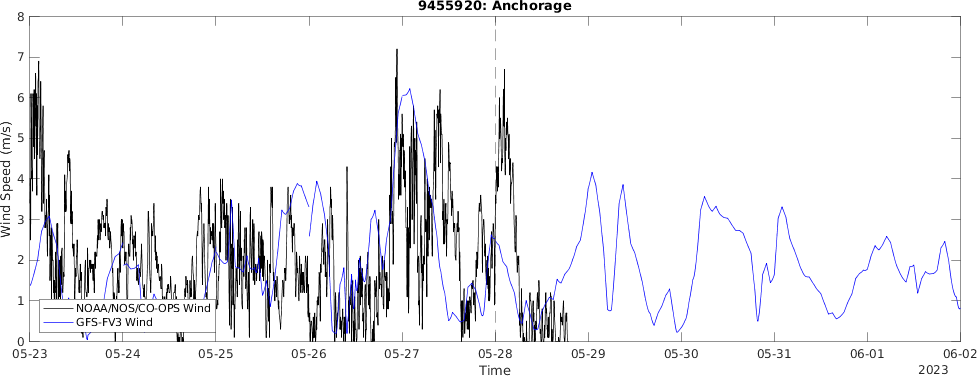 9455920: Anchorage
8
7
6
5
4
3
2
1
0
Wind Speed (m/s)
NOAA/NOS/CO-OPS Wind
GFS-FV3 Wind
05-23 05-24 05-25 05-26 05-27 05-28 05-29 05-30 05-31 06-01 06-02
Time
2023